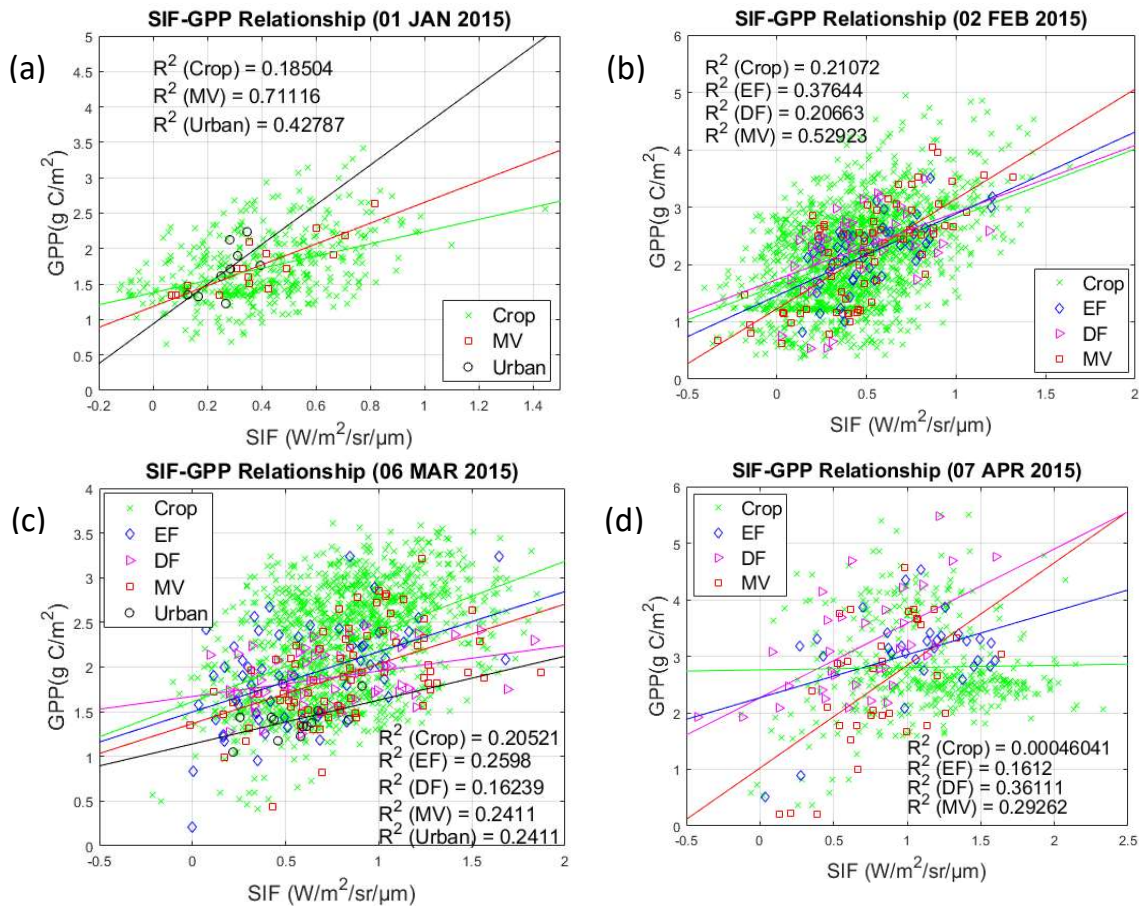 (a)
SIF-GPP Relationship (01 JAN 2015)
R² (Crop) = 0.18504
R² (MV) = 0.71116
R² (Urban) = 0.42787
GPP(g C/m²)
5
4.5
4
3.5
3
2.5
2
1.5
1
0.5
0
-0.2 0 0.2 0.4 0.6 0.8 1 1.2 1.4
SIF (W/m²/sr/μm)
Crop
MV
Urban
(b)
SIF-GPP Relationship (02 FEB 2015)
R² (Crop) = 0.21072
R² (EF) = 0.37644
R² (DF) = 0.20663
R² (MV) = 0.52923
GPP(g C/m²)
6
5
4
3
2
1
0
-0.5 0 0.5 1 1.5 2
SIF (W/m²/sr/μm)
Crop
EF
DF
MV
(c)
SIF-GPP Relationship (06 MAR 2015)
Crop
EF
DF
MV
Urban
GPP(g C/m²)
4
3.5
3
2.5
2
1.5
1
0.5
0
R² (Crop) = 0.20521
R² (EF) = 0.2598
R² (DF) = 0.16239
R² (MV) = 0.2411
R² (Urban) = 0.2411
-0.5 0 0.5 1 1.5 2
SIF (W/m²/sr/μm)
(d)
SIF-GPP Relationship (07 APR 2015)
Crop
EF
DF
MV
GPP(g C/m²)
6
5
4
3
2
1
0
R² (Crop) = 0.00046041
R² (EF) = 0.1612
R² (DF) = 0.36111
R² (MV) = 0.29262
-0.5 0 0.5 1 1.5 2 2.5
SIF (W/m²/sr/μm)